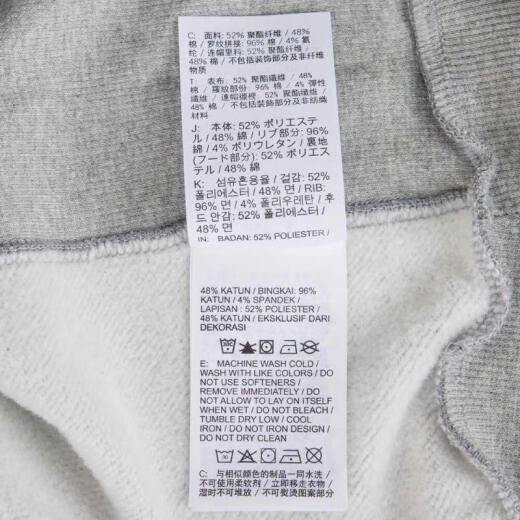 C: 面料: 52% 聚酯纤维 / 48%
棉 / 罗纹拼接: 96% 棉 / 4% 氨
纶 / 连帽里料: 52% 聚酯纤维 /
48% 棉 / 不包括装饰部分及非纤维
物质
T: 表布: 52% 聚酯纖維 / 48%
棉 / 羅紋部份: 96% 棉 / 4% 彈性
纖維 / 連帽襯裡: 52% 聚酯纖維 /
48% 棉 / 不包括裝飾部分及非紡織
材料
J: 本体: 52% ポリエステ
ル / 48% 綿 / リブ部分: 96%
綿 / 4% ポリウレタン / 裏地
(フード部分): 52% ポリエス
テル / 48% 綿
K: 섬유혼용율 / 겉감: 52%
폴리에스터 / 48% 면 / RIB:
96% 면 / 4% 폴리우레탄 / 후
드 안감: 52% 폴리에스터 /
48% 면
IN: BADAN: 52% POLIESTER /
48% KATUN / BINGKAI: 96%
KATUN / 4% SPANDEK /
LAPISAN : 52% POLIESTER /
48% KATUN / EKSKLUSIF DARI
DEKORASI
E: MACHINE WASH COLD /
WASH WITH LIKE COLORS / DO
NOT USE SOFTENERS /
REMOVE IMMEDIATELY / DO
NOT ALLOW TO LAY ON ITSELF
WHEN WET / DO NOT BLEACH /
TUMBLE DRY LOW / COOL
IRON / DO NOT IRON DESIGN /
DO NOT DRY CLEAN
C: 与相似颜色的制品一同水洗 /
不可使用柔软剂 / 立即移走衣物 /
湿时不可堆放 / 不可熨烫图案部分